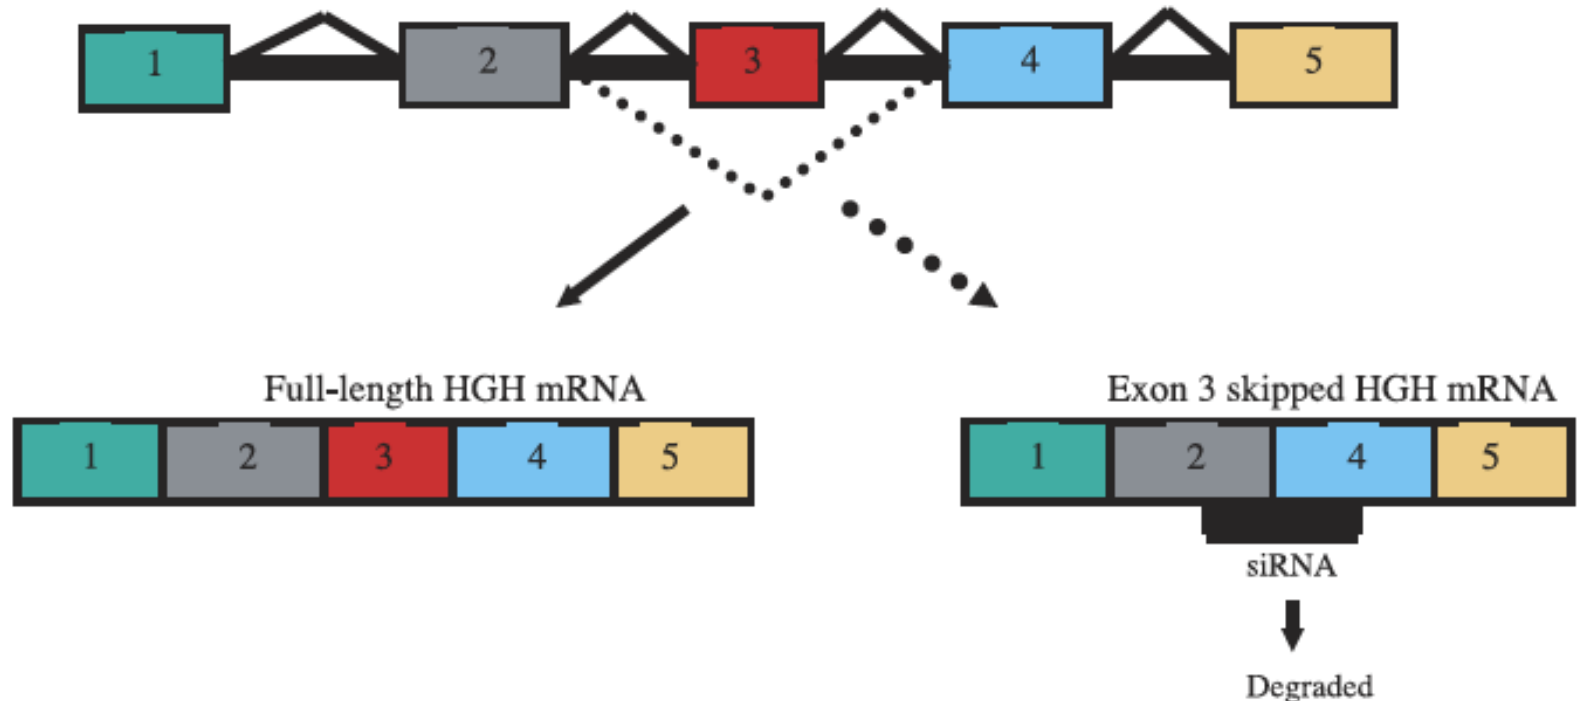 1 2 3 4 5
Full-length HGH mRNA
Exon 3 skipped HGH mRNA
1 2 3 4 5
1 2 4 5
siRNA
Degraded